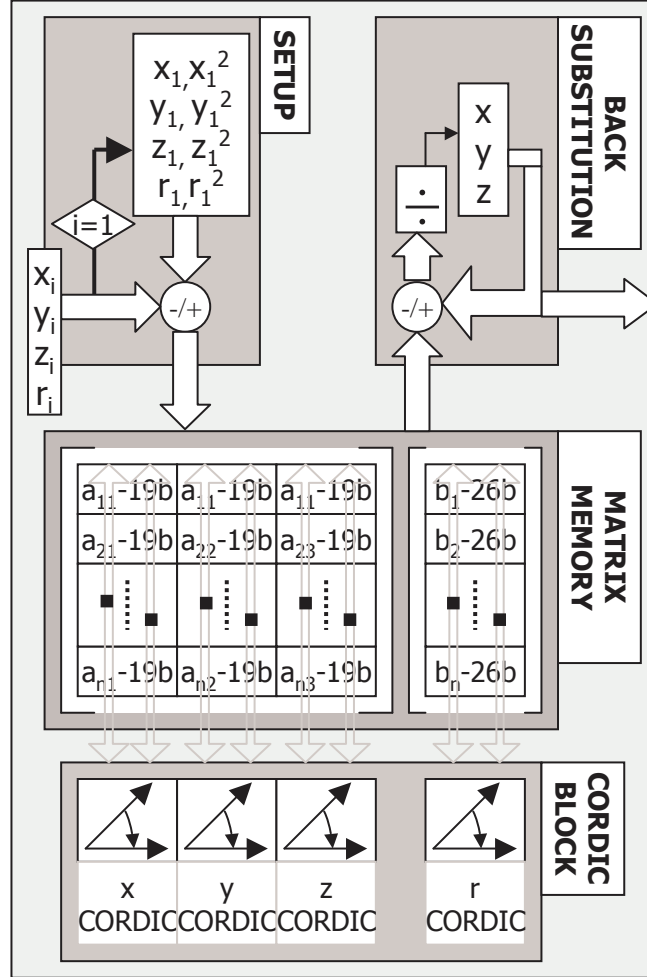 x₁,x₁²
y₁, y₁²
z₁, z₁²
r₁,r₁²
SETUP
i=1
xᵢ
yᵢ
zᵢ
rᵢ
-/+
x
y
z
÷
-/+
BACK
SUBSTITUTION
a₁₁-19b a₁₁-19b a₁₁-19b b₁-26b
a₂₁-19b a₂₂-19b a₂₃-19b b₂-26b
aₙ₁-19b aₙ₂-19b aₙ₃-19b bₙ-26b
MATRIX
MEMORY
x y z r
CORDIC CORDIC CORDIC CORDIC
CORDIC
BLOCK